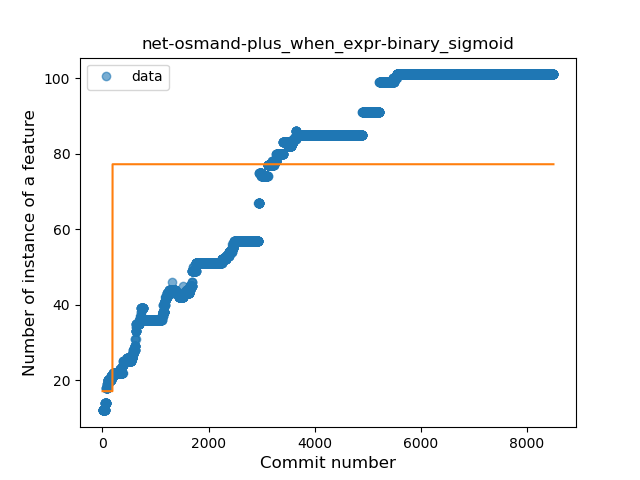 net-osmand-plus_when_expr-binary_sigmoid
data
Number of instance of a feature
100
80
60
40
20
0
2000
4000
6000
8000
Commit number